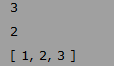 3
2
[ 1, 2, 3 ]